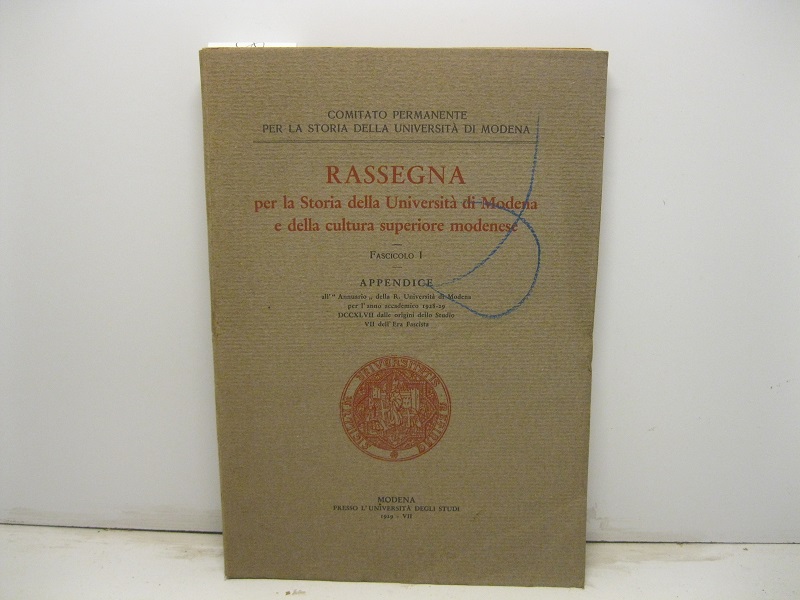 COMITATO PERMANENTE
PER LA STORIA DELLA UNIVERSITÀ DI MODENA
RASSEGNA
per la Storia della Università di Modena
e della cultura superiore modenese
FASCICOLO I
APPENDICE
all' " Annuario „ della R. Università di Modena
per l'anno accademico 1928-29
DCCXLVII dalle origini dello Studio
VII dell'Era Fascista
MODENA
PRESSO L'UNIVERSITÀ DEGLI STUDI
1929 - VII